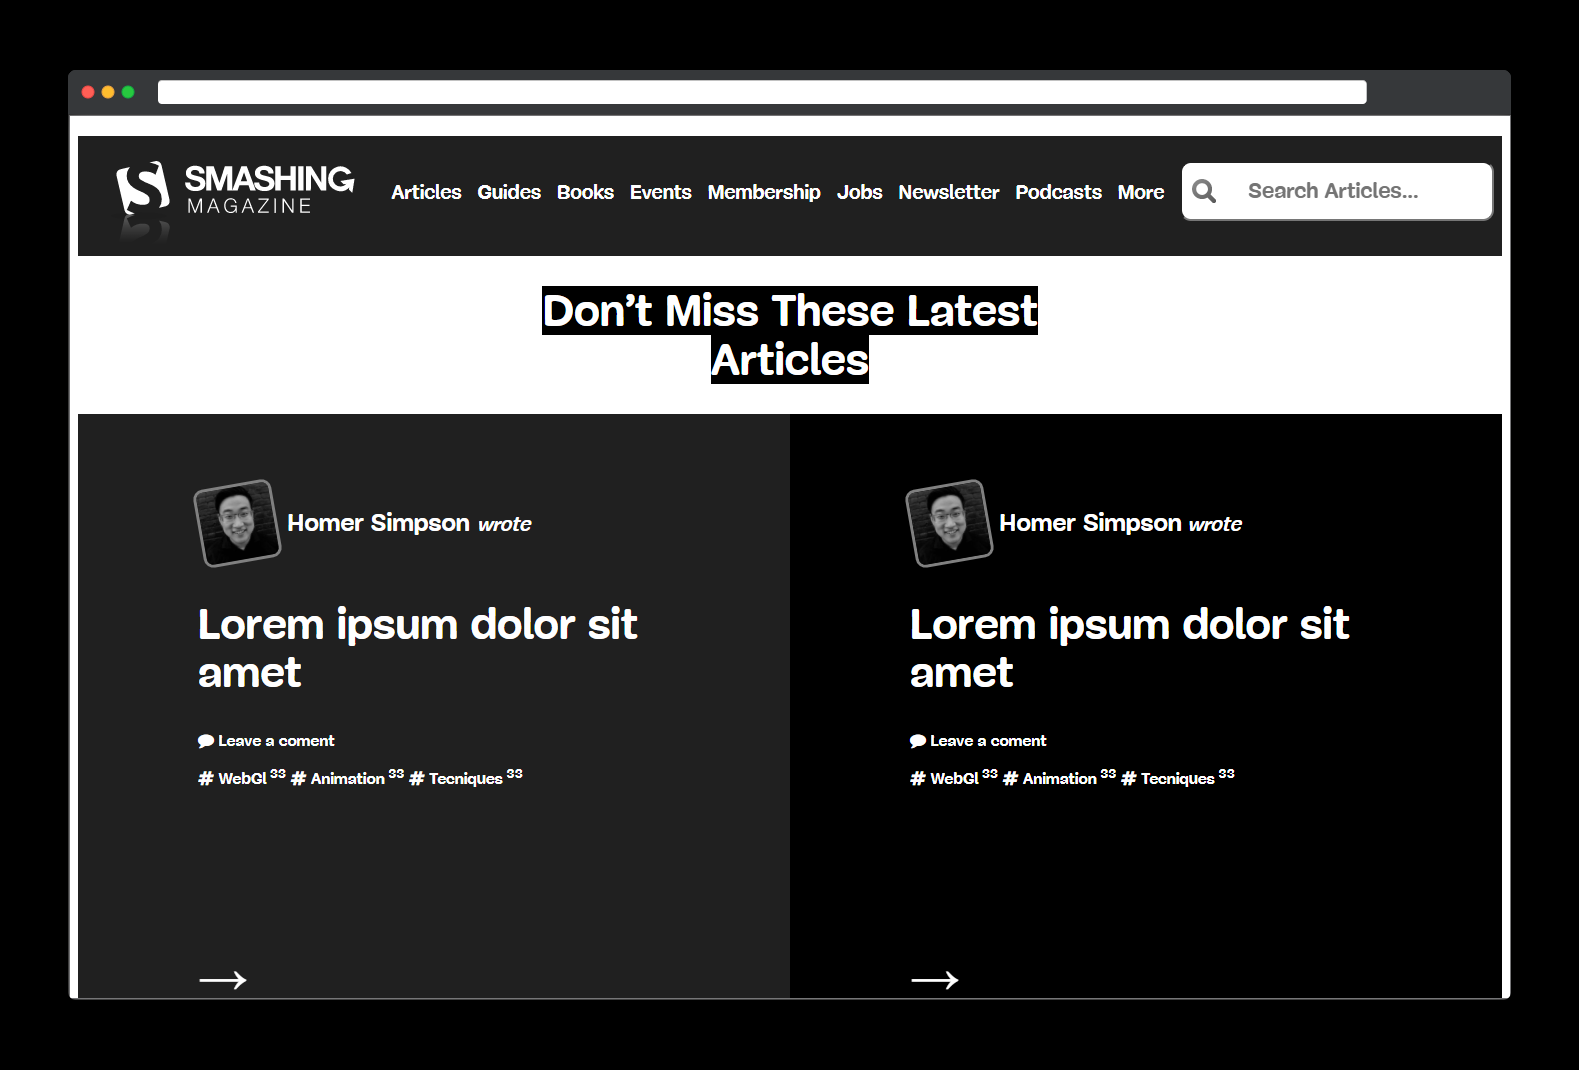 SMASHING
MAGAZINE
Articles Guides Books Events Membership Jobs Newsletter Podcasts More
Search Articles...
Don’t Miss These Latest
Articles
Homer Simpson wrote
Lorem ipsum dolor sit
amet
Leave a coment
# WebGl 33 # Animation 33 # Tecniques 33
Homer Simpson wrote
Lorem ipsum dolor sit
amet
Leave a coment
# WebGl 33 # Animation 33 # Tecniques 33